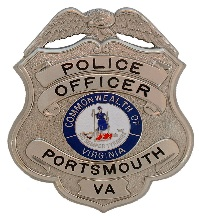 POLICE
OFFICER
COMMONWEALTH OF
VIRGINIA
PORTSMOUTH
VA